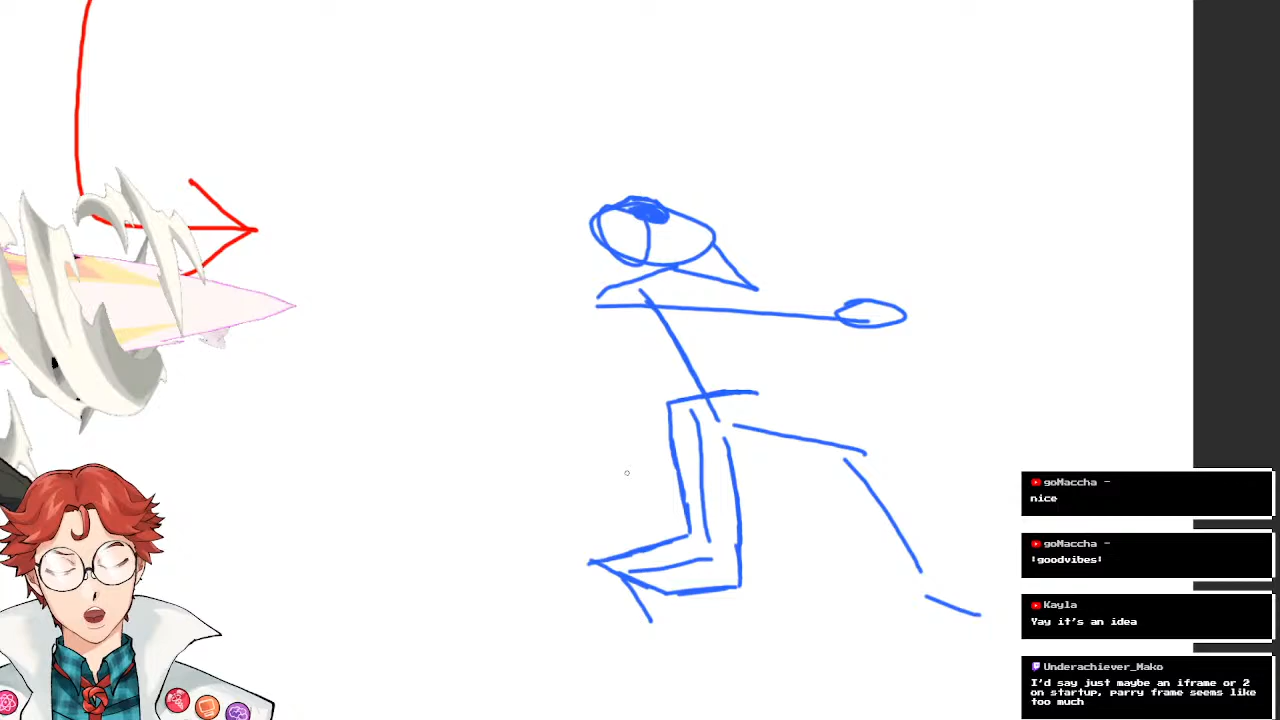 goMaccha -
nice
goMaccha -
!goodvibes!
Kayla
Yay it's an idea
Underachiever_Mako
I'd say just maybe an iframe or 2
on startup, parry frame seems like
too much